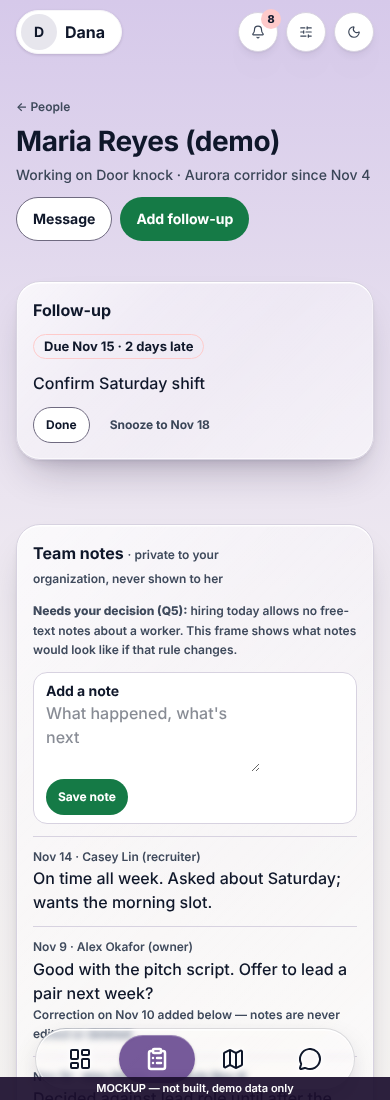 D Dana 8
← People
Maria Reyes (demo)
Working on Door knock · Aurora corridor since Nov 4
Message Add follow-up
Follow-up
Due Nov 15 · 2 days late
Confirm Saturday shift
Done Snooze to Nov 18
Team notes · private to your
organization, never shown to her
Needs your decision (Q5): hiring today allows no free-
text notes about a worker. This frame shows what notes
would look like if that rule changes.
Add a note
What happened, what's
next
Save note
Nov 14 · Casey Lin (recruiter)
On time all week. Asked about Saturday;
wants the morning slot.
Nov 9 · Alex Okafor (owner)
Good with the pitch script. Offer to lead a
pair next week?
Correction on Nov 10 added below — notes are never
MOCKUP — not built, demo data only